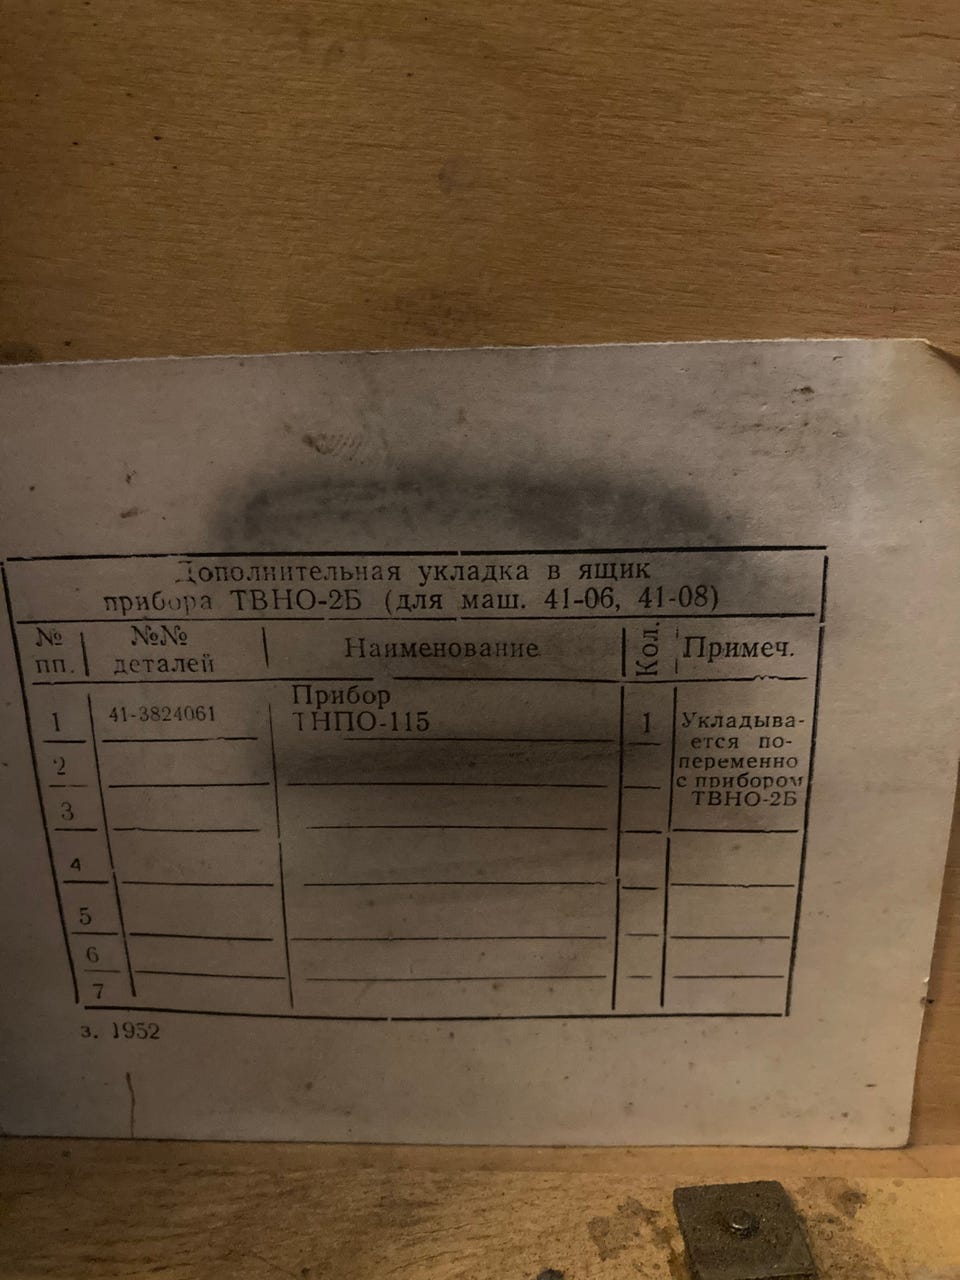 Дополнительная укладка в ящик
прибора ТВНО-2Б (для маш. 41-06, 41-08)
№ пп. №№ деталей Наименование Кол. Примеч.
1 41-3824061 Прибор ТНПО-115 1 Укладыва-
ется по-
переменно
с прибором
ТВНО-2Б
2
3
4
5
6
7
з. 1952